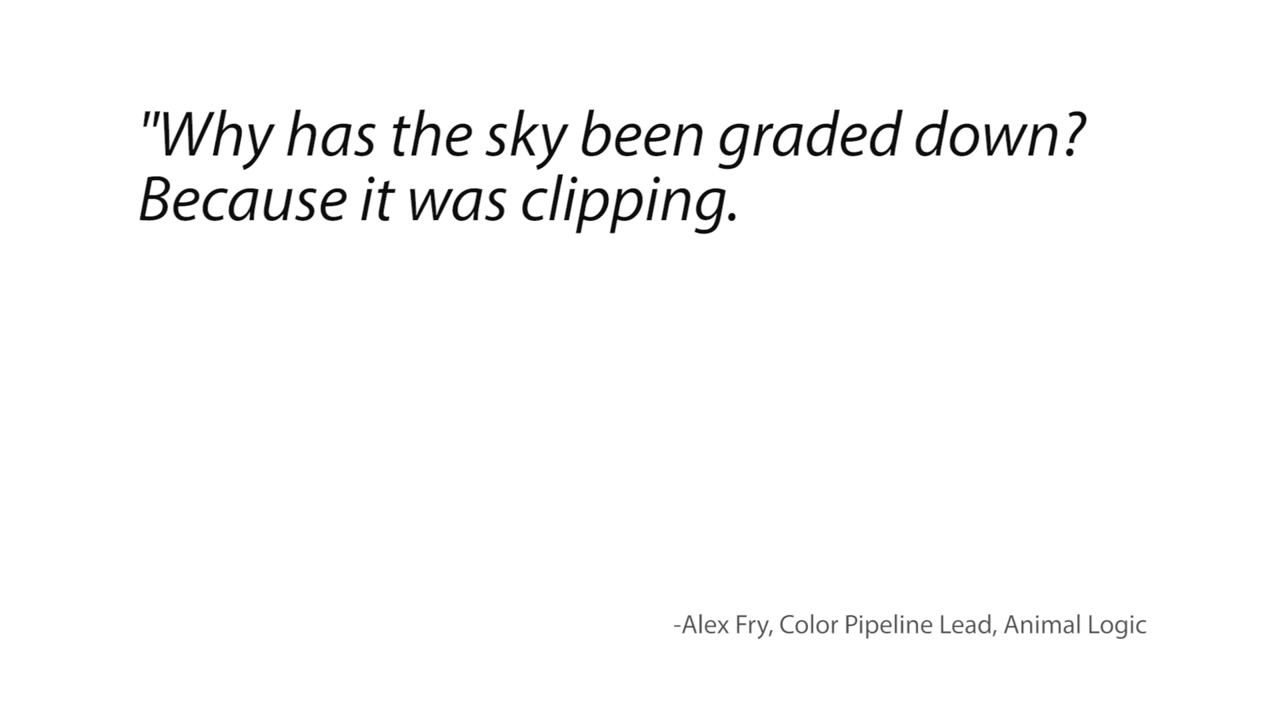 "Why has the sky been graded down?
Because it was clipping.
-Alex Fry, Color Pipeline Lead, Animal Logic